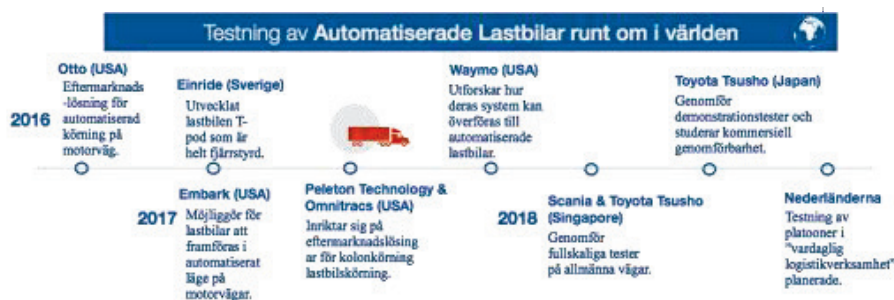 Testning av Automatiserade Lastbilar runt om i världen
2016
Otto (USA)
Eftermarknads
-lösning för
automatiserad
körning på
motorväg.
Einride (Sverige)
Utvecklat
lastbilen T-
pod som är
helt fjärrstyrd.
2017
Embark (USA)
Möjliggör för
lastbilar att
framföras i
automatiserat
läge på
motorvägar.
Peleton Technology &
Omnitracs (USA)
Inriktar sig på
eftermarknadslösing
ar för kolonkörning
lastbilskörning.
Waymo (USA)
Utforskar hur
deras system kan
överföras till
automatiserade
lastbilar.
2018
Scania & Toyota Tsusho
(Singapore)
Genomför
fullskaliga tester
på allmänna vägar.
Toyota Tsusho (Japan)
Genomför
demonstrationstester och
studerar kommersiell
genomförbarhet.
Nederländerna
Testning av
platooner i
"vardaglig
logistikverksamhet"
planerade.